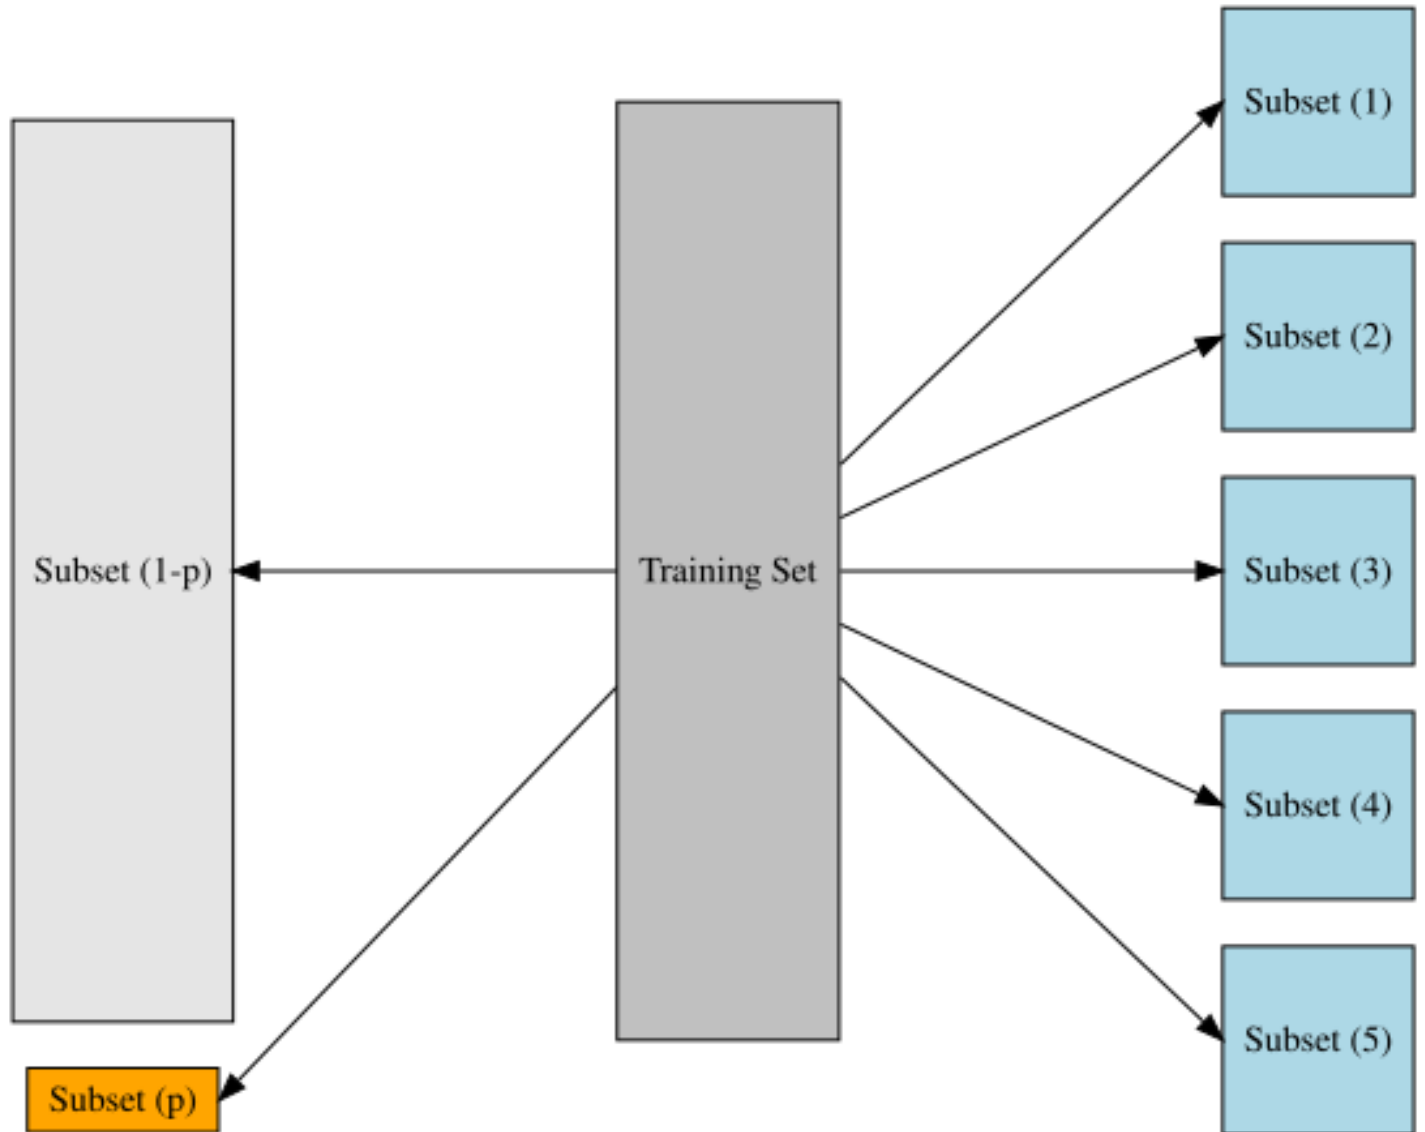 Subset (1-p)
Subset (p)
Training Set
Subset (1)
Subset (2)
Subset (3)
Subset (4)
Subset (5)